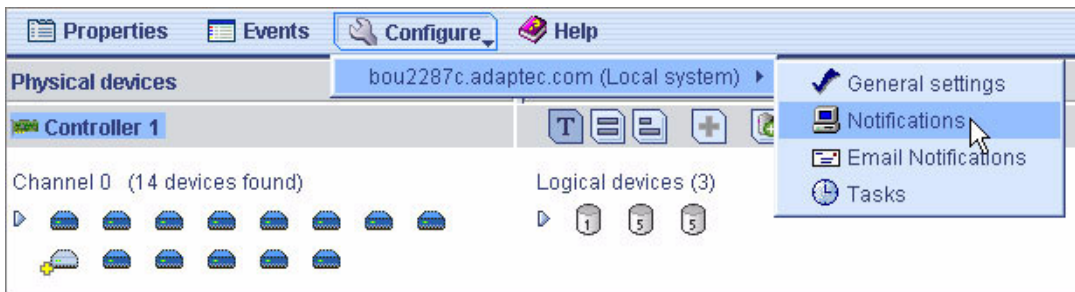 Properties Events Configure Help
Physical devices
bou2287c.adaptec.com (Local system)
General settings
Notifications
Email Notifications
Tasks
Controller 1
T
Channel 0 (14 devices found)
Logical devices (3)
1 5 5